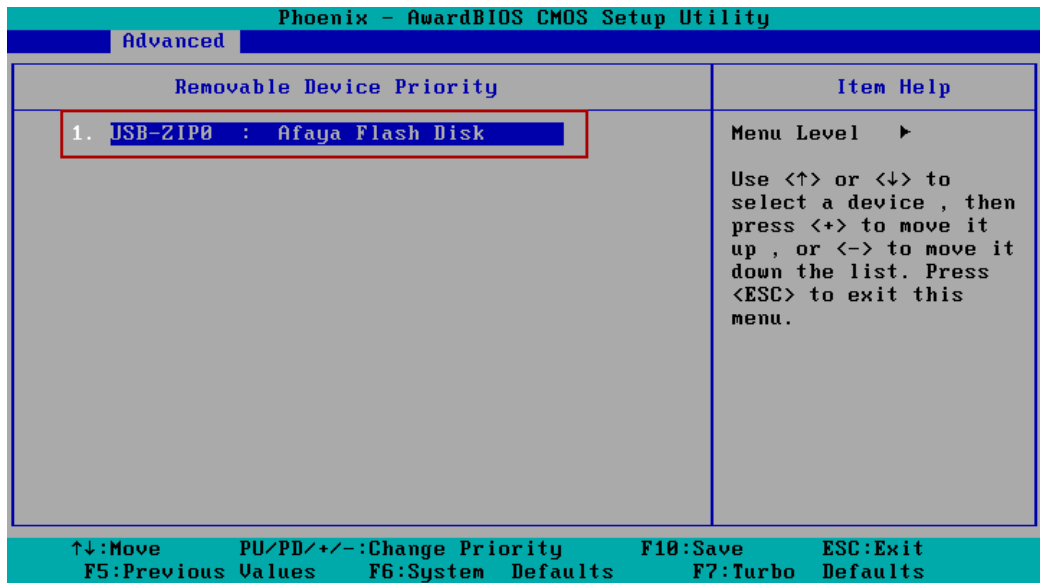 Phoenix - AwardBIOS CMOS Setup Utility
Advanced
Removable Device Priority
1. USB-ZIP0 : Afaya Flash Disk
Item Help
Menu Level ▶
Use <↑> or <↓> to
select a device , then
press <+> to move it
up , or <-> to move it
down the list. Press
<ESC> to exit this
menu.
↑↓:Move PU/PD/+/-:Change Priority F10:Save ESC:Exit
F5:Previous Values F6:System Defaults F7:Turbo Defaults